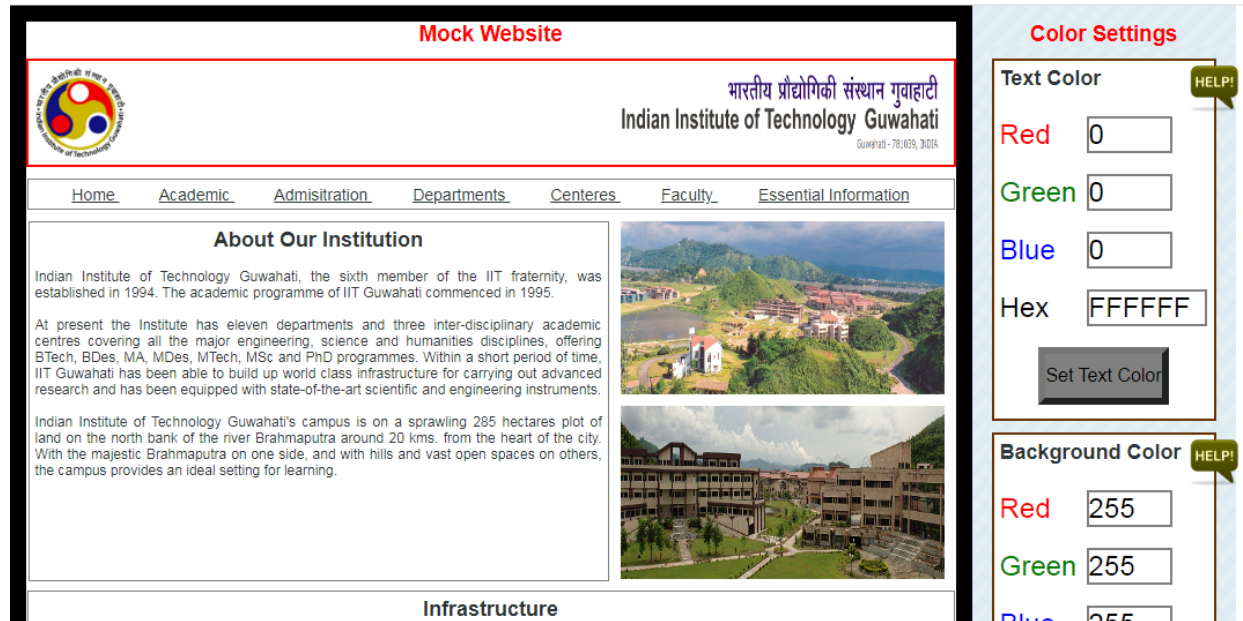 Mock Website
भारतीय प्रौद्योगिकी संस्थान गुवाहाटी
Indian Institute of Technology Guwahati
Guwahati - 781039, INDIA
Home Academic Admisitration Departments Centeres Faculty Essential Information
About Our Institution
Indian Institute of Technology Guwahati, the sixth member of the IIT fraternity, was
established in 1994. The academic programme of IIT Guwahati commenced in 1995.
At present the Institute has eleven departments and three inter-disciplinary academic
centres covering all the major engineering, science and humanities disciplines, offering
BTech, BDes, MA, MDes, MTech, MSc and PhD programmes. Within a short period of time,
IIT Guwahati has been able to build up world class infrastructure for carrying out advanced
research and has been equipped with state-of-the-art scientific and engineering instruments.
Indian Institute of Technology Guwahati's campus is on a sprawling 285 hectares plot of
land on the north bank of the river Brahmaputra around 20 kms. from the heart of the city.
With the majestic Brahmaputra on one side, and with hills and vast open spaces on others,
the campus provides an ideal setting for learning.
Infrastructure
Color Settings
Text Color
HELP!
Red 0
Green 0
Blue 0
Hex FFFFFF
Set Text Color
Background Color
HELP!
Red 255
Green 255
Blue 255